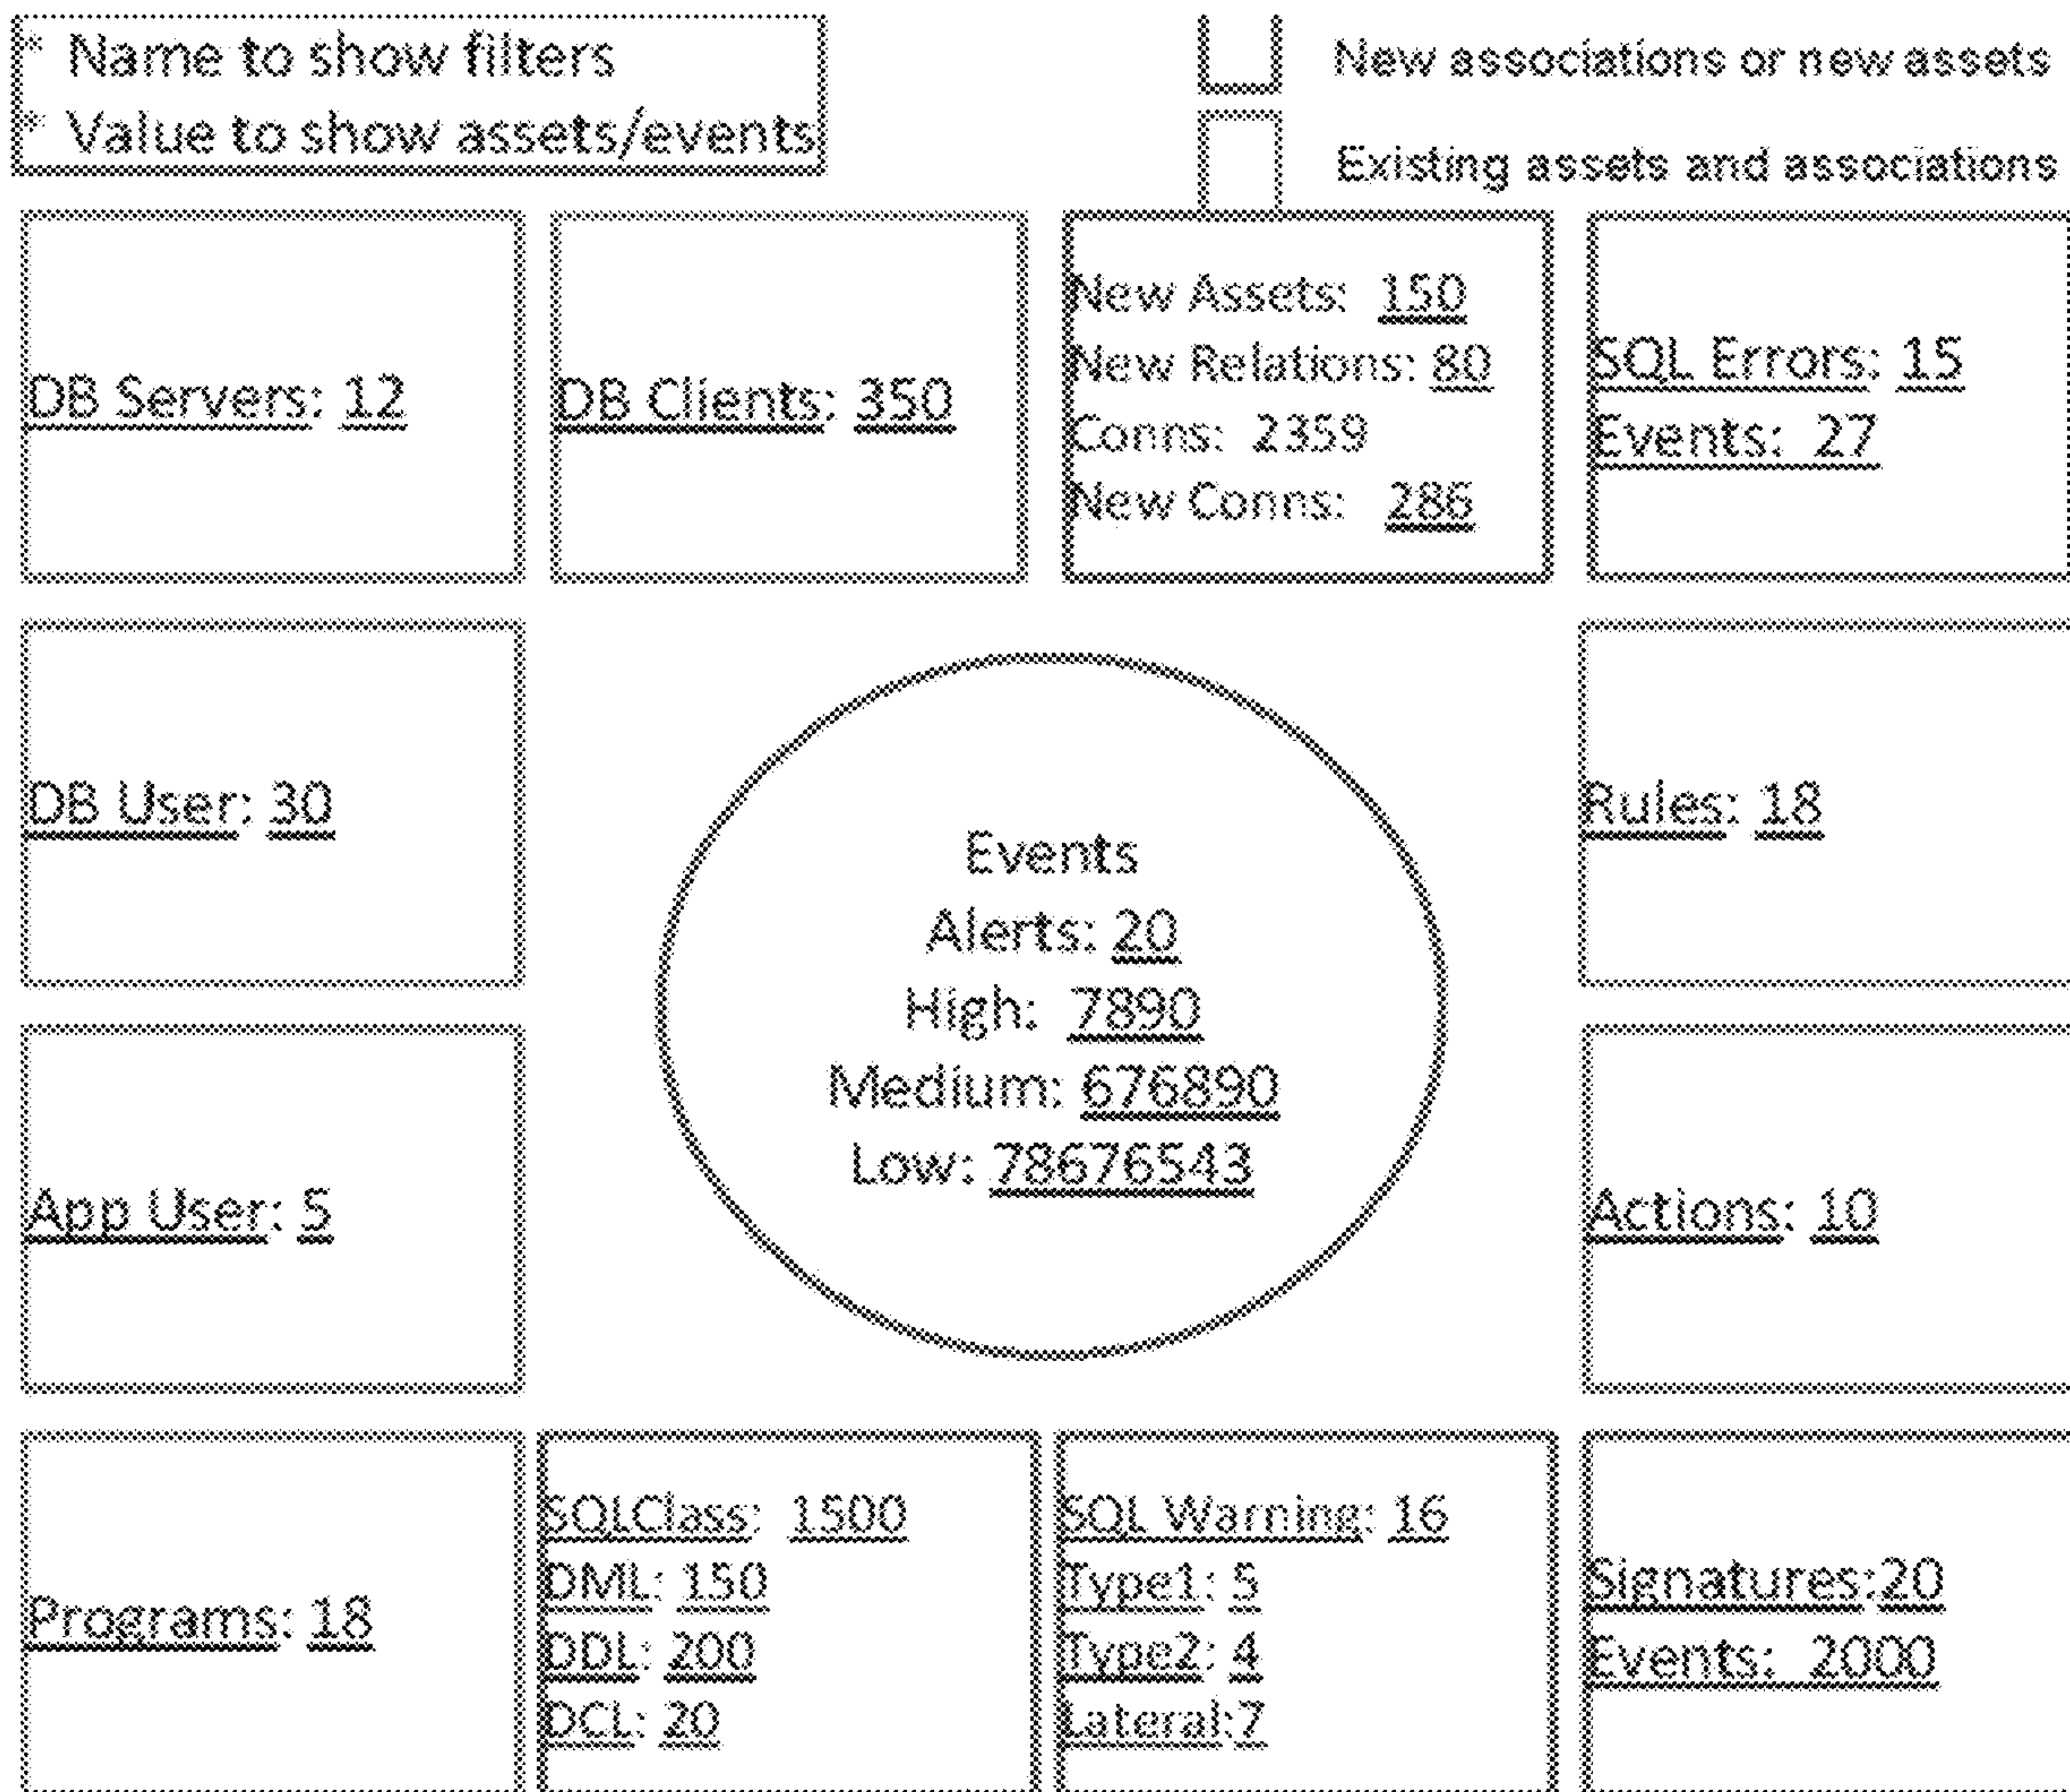 * Name to show filters
* Value to show assets/events
New associations or new assets
Existing assets and associations
DB Servers: 12
DB Clients: 350
New Assets: 150
New Relations: 80
Conns: 2359
New Conns: 286
SQL Errors: 15
Events: 27
DB User: 30
Events
Alerts: 20
High: 7890
Medium: 676890
Low: 78676543
Rules: 18
App User: 5
Actions: 10
Programs: 18
SQLClass: 1500
DML: 150
DDL: 200
DCL: 20
SQL Warning: 16
Type1: 5
Type2: 4
Lateral:7
Signatures:20
Events: 2000